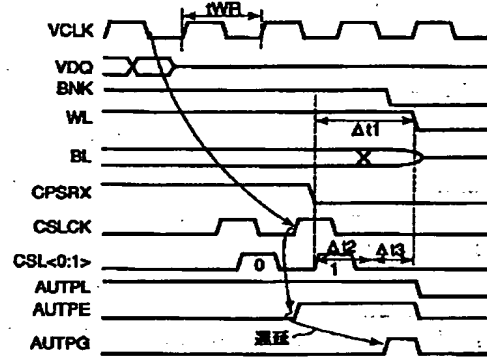 tWR
VCLK
VDQ
BNK
WL
Δt1
BL
CPSRX
CSLCK
CSL<0:1>
0
Δt2
1
Δt3
AUTPL
AUTPE
遅延
AUTPG